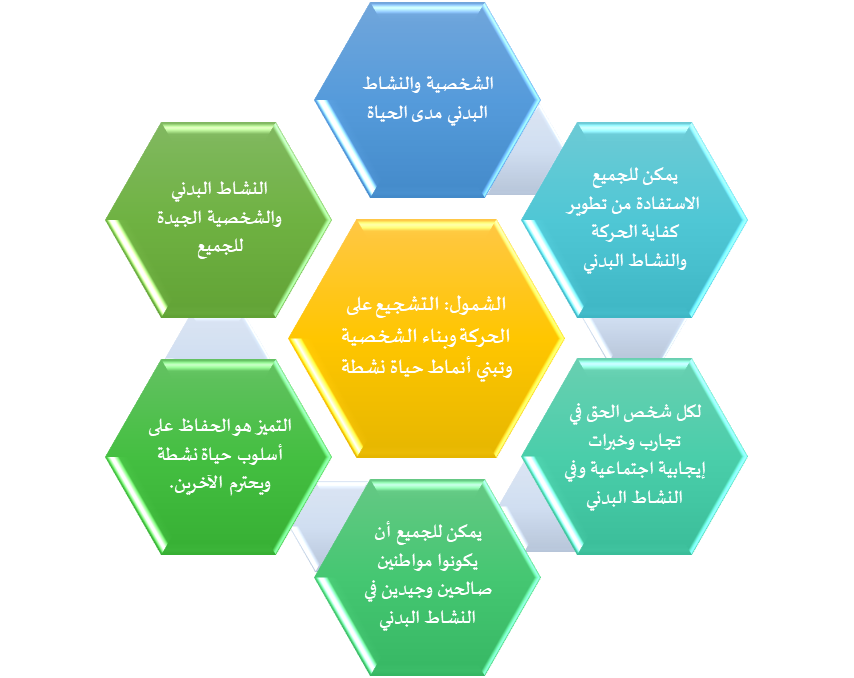 الشخصية والنشاط
البدني مدى الحياة
يمكن للجميع
الاستفادة من تطوير
كفاية الحركة
والنشاط البدني
لكل شخص الحق في
تجارب وخبرات
إيجابية اجتماعية وفي
النشاط البدني
يمكن للجميع أن
يكونوا مواطنين
صالحين وجيدين في
النشاط البدني
التميز هو الحفاظ على
أسلوب حياة نشطة
ويحترم الآخرين.
النشاط البدني
والشخصية الجيدة
للجميع
الشمول: التشجيع على
الحركة وبناء الشخصية
وتبني أنماط حياة نشطة